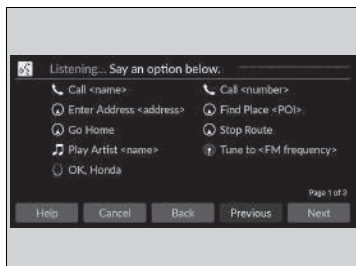 Listening... Say an option below.
Call <name>
Call <number>
Enter Address <address>
Find Place <POI>
Go Home
Stop Route
Play Artist <name>
Tune to <FM frequency>
OK, Honda
Page 1 of 3
Help Cancel Back Previous Next